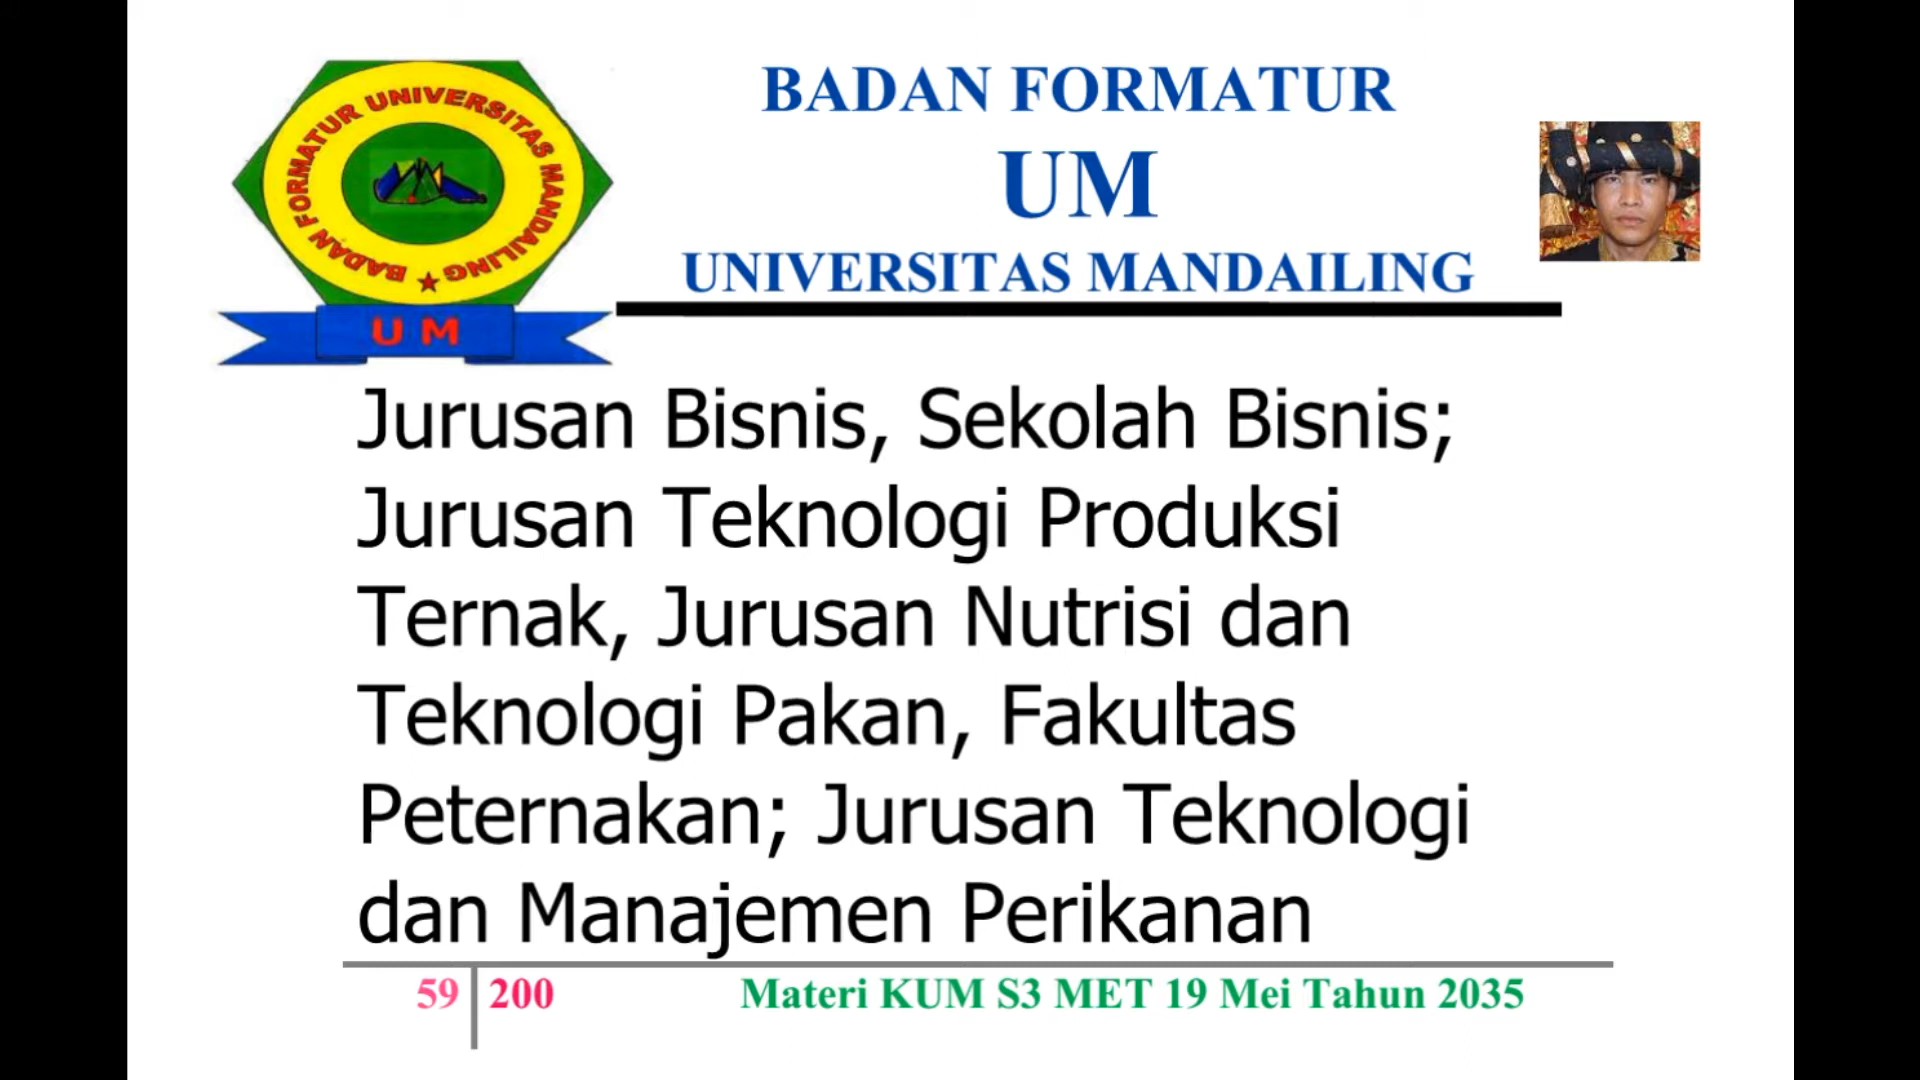 BADAN FORMATUR UNIVERSITAS MANDAILING
UM
BADAN FORMATUR
UM
UNIVERSITAS MANDAILING
Jurusan Bisnis, Sekolah Bisnis;
Jurusan Teknologi Produksi
Ternak, Jurusan Nutrisi dan
Teknologi Pakan, Fakultas
Peternakan; Jurusan Teknologi
dan Manajemen Perikanan
59 200 Materi KUM S3 MET 19 Mei Tahun 2035